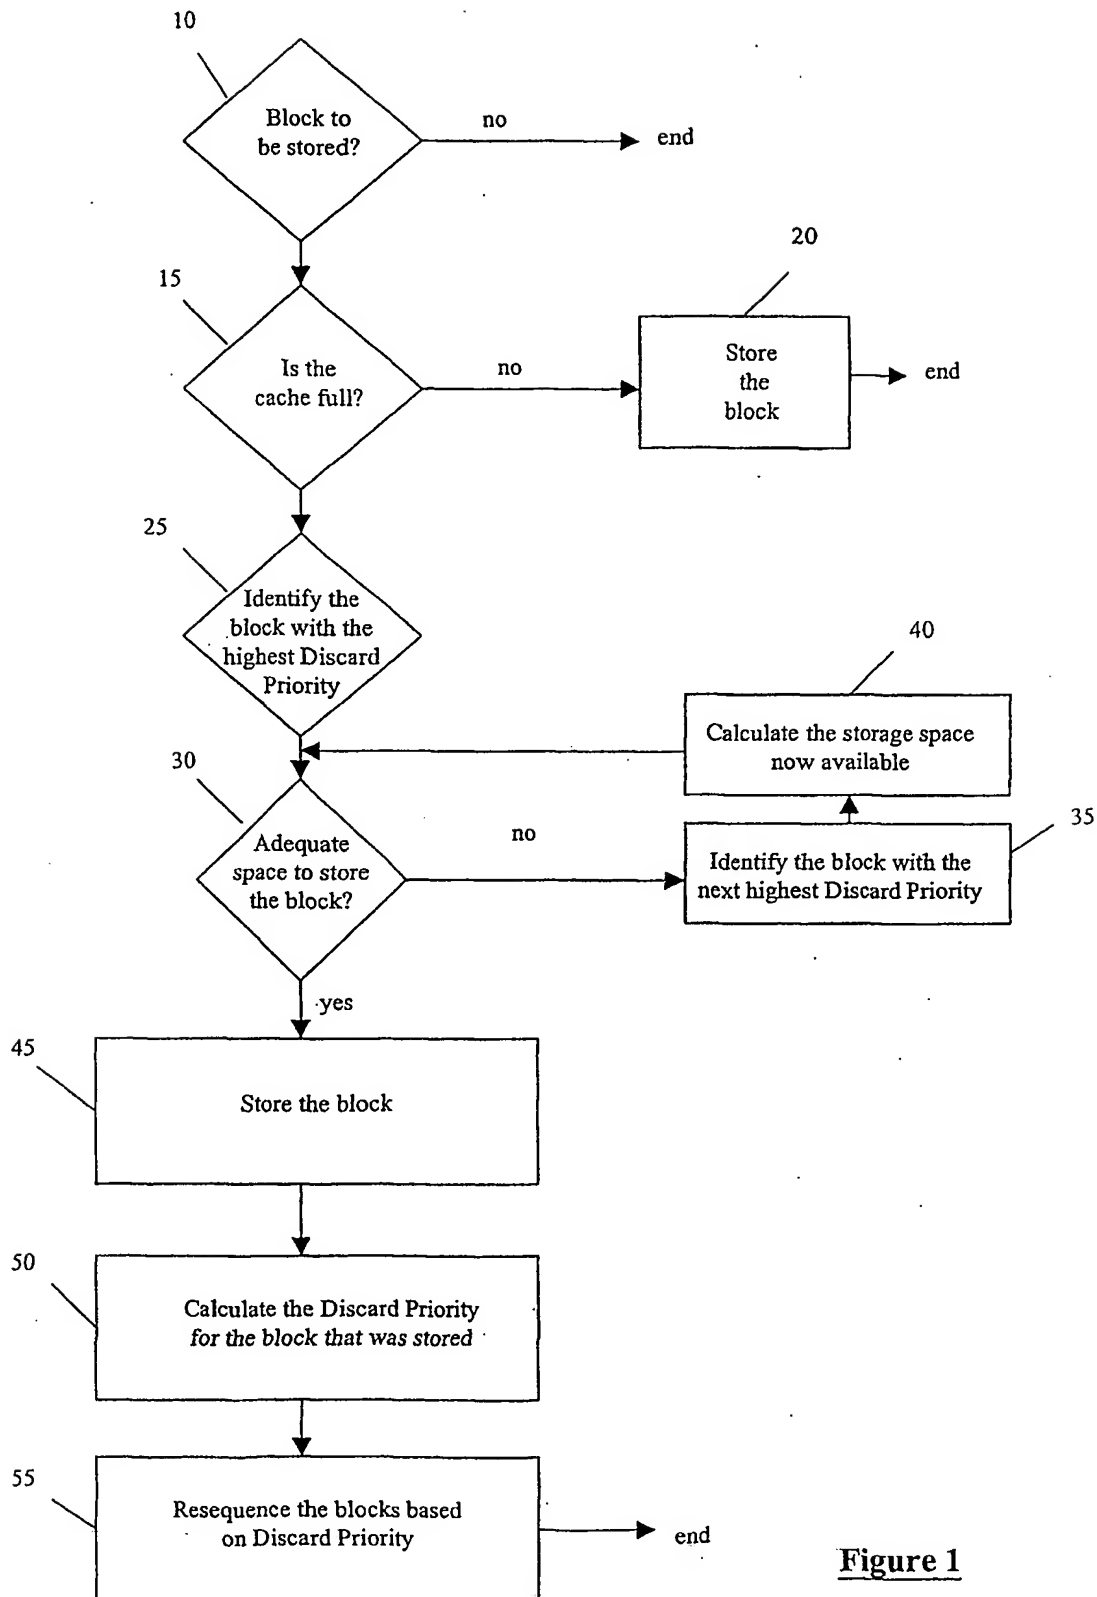 10
Block to
be stored?
no
end
15
Is the
cache full?
no
20
Store
the
block
end
25
Identify the
block with the
highest Discard
Priority
40
Calculate the storage space
now available
30
Adequate
space to store
the block?
no
35
Identify the block with the
next highest Discard Priority
yes
45
Store the block
50
Calculate the Discard Priority
for the block that was stored
55
Resequence the blocks based
on Discard Priority
end
Figure 1